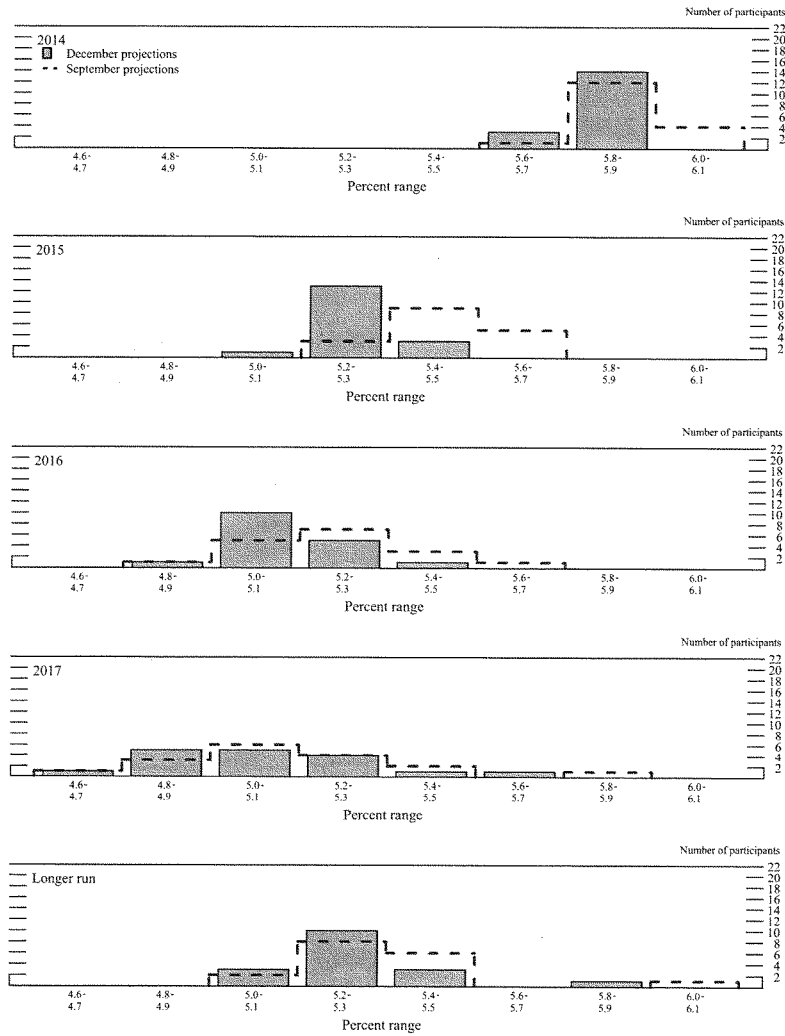 Number of participants
2014
December projections
September projections
22
20
18
16
14
12
10
8
6
4
2
4.6- 4.8- 5.0- 5.2- 5.4- 5.6- 5.8- 6.0-
4.7 4.9 5.1 5.3 5.5 5.7 5.9 6.1
Percent range
Number of participants
2015
22
20
18
16
14
12
10
8
6
4
2
4.6- 4.8- 5.0- 5.2- 5.4- 5.6- 5.8- 6.0-
4.7 4.9 5.1 5.3 5.5 5.7 5.9 6.1
Percent range
Number of participants
2016
22
20
18
16
14
12
10
8
6
4
2
4.6- 4.8- 5.0- 5.2- 5.4- 5.6- 5.8- 6.0-
4.7 4.9 5.1 5.3 5.5 5.7 5.9 6.1
Percent range
Number of participants
2017
22
20
18
16
14
12
10
8
6
4
2
4.6- 4.8- 5.0- 5.2- 5.4- 5.6- 5.8- 6.0-
4.7 4.9 5.1 5.3 5.5 5.7 5.9 6.1
Percent range
Number of participants
Longer run
22
20
18
16
14
12
10
8
6
4
2
4.6- 4.8- 5.0- 5.2- 5.4- 5.6- 5.8- 6.0-
4.7 4.9 5.1 5.3 5.5 5.7 5.9 6.1
Percent range